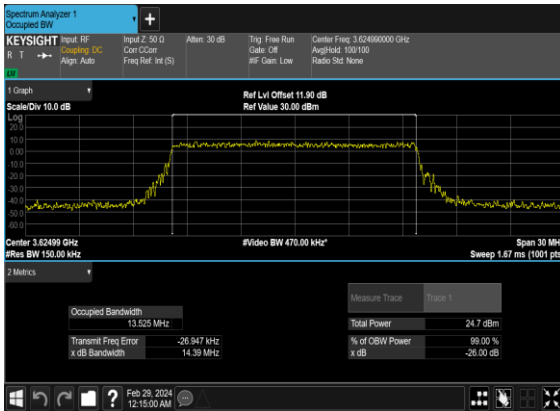 Spectrum Analyzer 1
Occupied BW
KEYSIGHT Input: RF Input Z: 50 Ω Atten: 30 dB Trig: Free Run Center Freq: 3.624990000 GHz
R T Coupling: DC Corr CCorr Gate: Off Avg|Hold: 100/100
Align: Auto Freq Ref: Int (S) #IF Gain: Low Radio Std: None
LXI
1 Graph
Ref Lvl Offset 11.90 dB
Scale/Div 10.0 dB Ref Value 30.00 dBm
Log
20.0
10.0
0.00
-10.0
-20.0
-30.0
-40.0
-50.0
-60.0
Center 3.62499 GHz #Video BW 470.00 kHz* Span 30 MH
#Res BW 150.00 kHz Sweep 1.67 ms (1001 pts
2 Metrics
Measure Trace Trace 1
Occupied Bandwidth
13.525 MHz
Total Power 24.7 dBm
Transmit Freq Error -26.947 kHz % of OBW Power 99.00 %
x dB Bandwidth 14.39 MHz x dB -26.00 dB
? Feb 29, 2024
12:15:00 AM